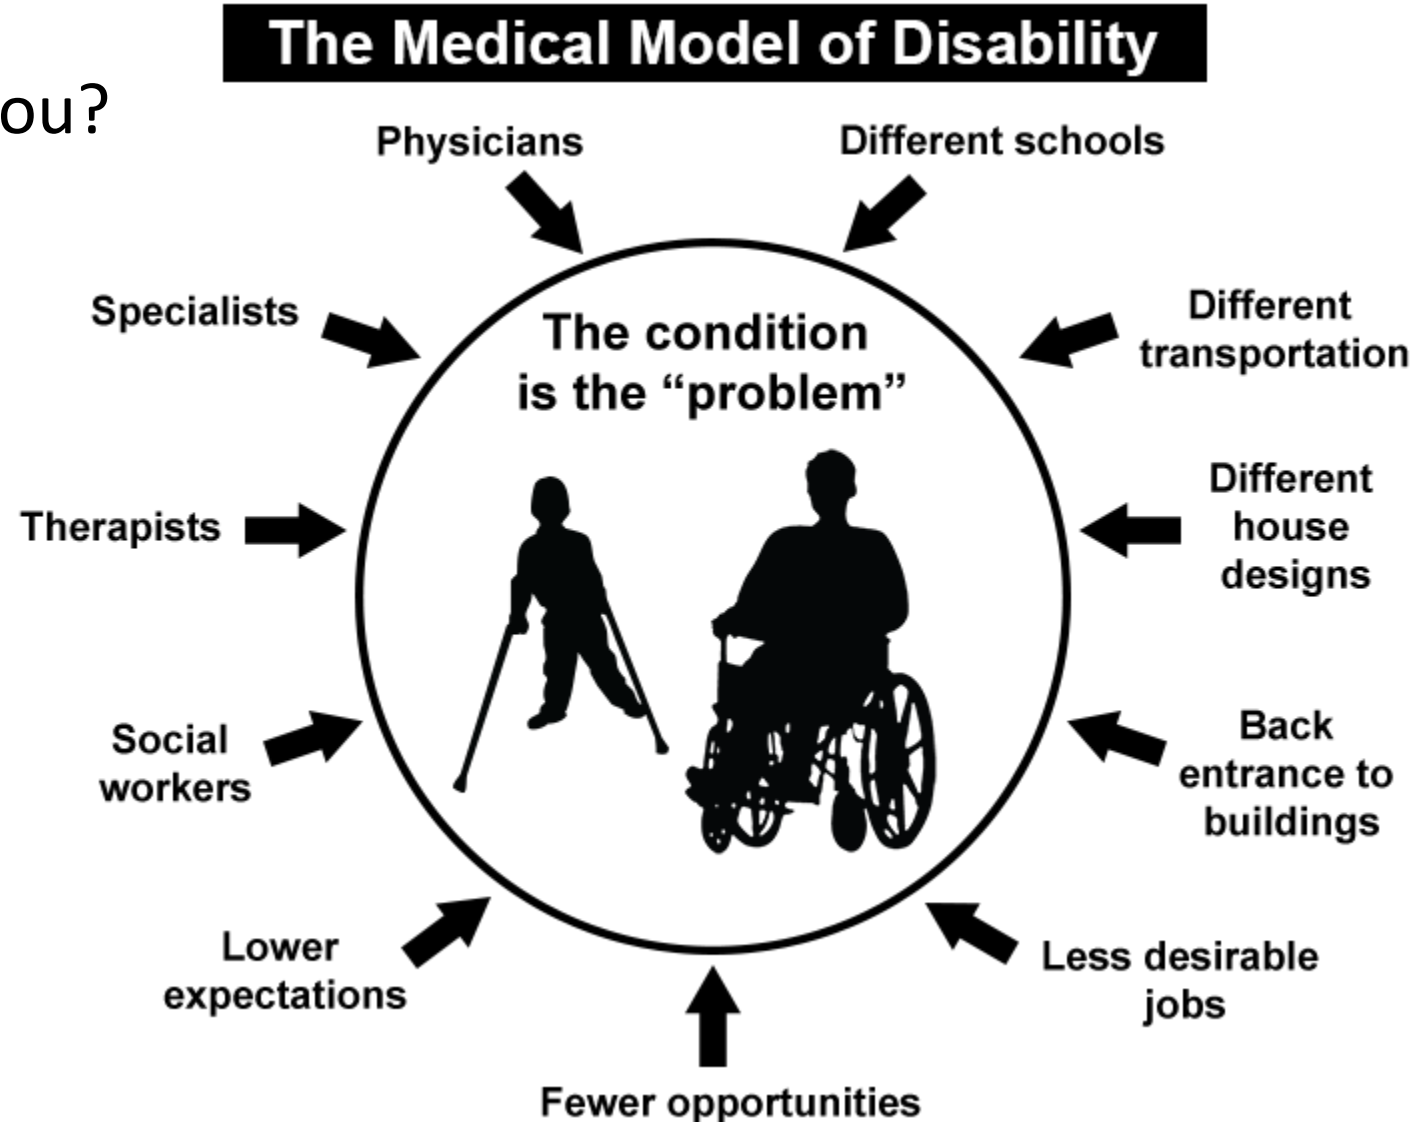 The Medical Model of Disability
ou?
Physicians
Different schools
Specialists
Different
transportation
The condition
is the “problem”
Therapists
Different
house
designs
Social
workers
Back
entrance to
buildings
Lower
expectations
Less desirable
jobs
Fewer opportunities